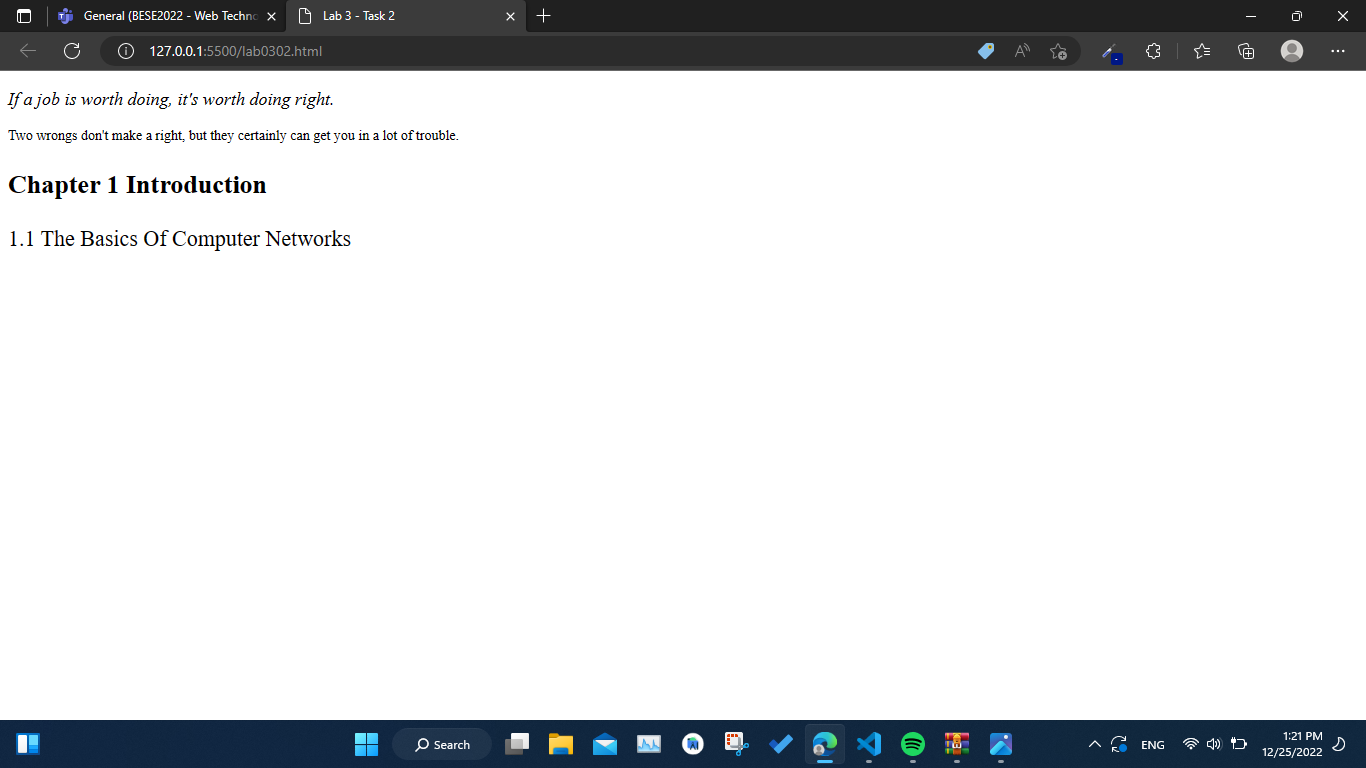 General (BESE2022 - Web Techno
Lab 3 - Task 2
127.0.0.1:5500/lab0302.html
If a job is worth doing, it's worth doing right.
Two wrongs don't make a right, but they certainly can get you in a lot of trouble.
Chapter 1 Introduction
1.1 The Basics Of Computer Networks
Search
ENG
1:21 PM
12/25/2022